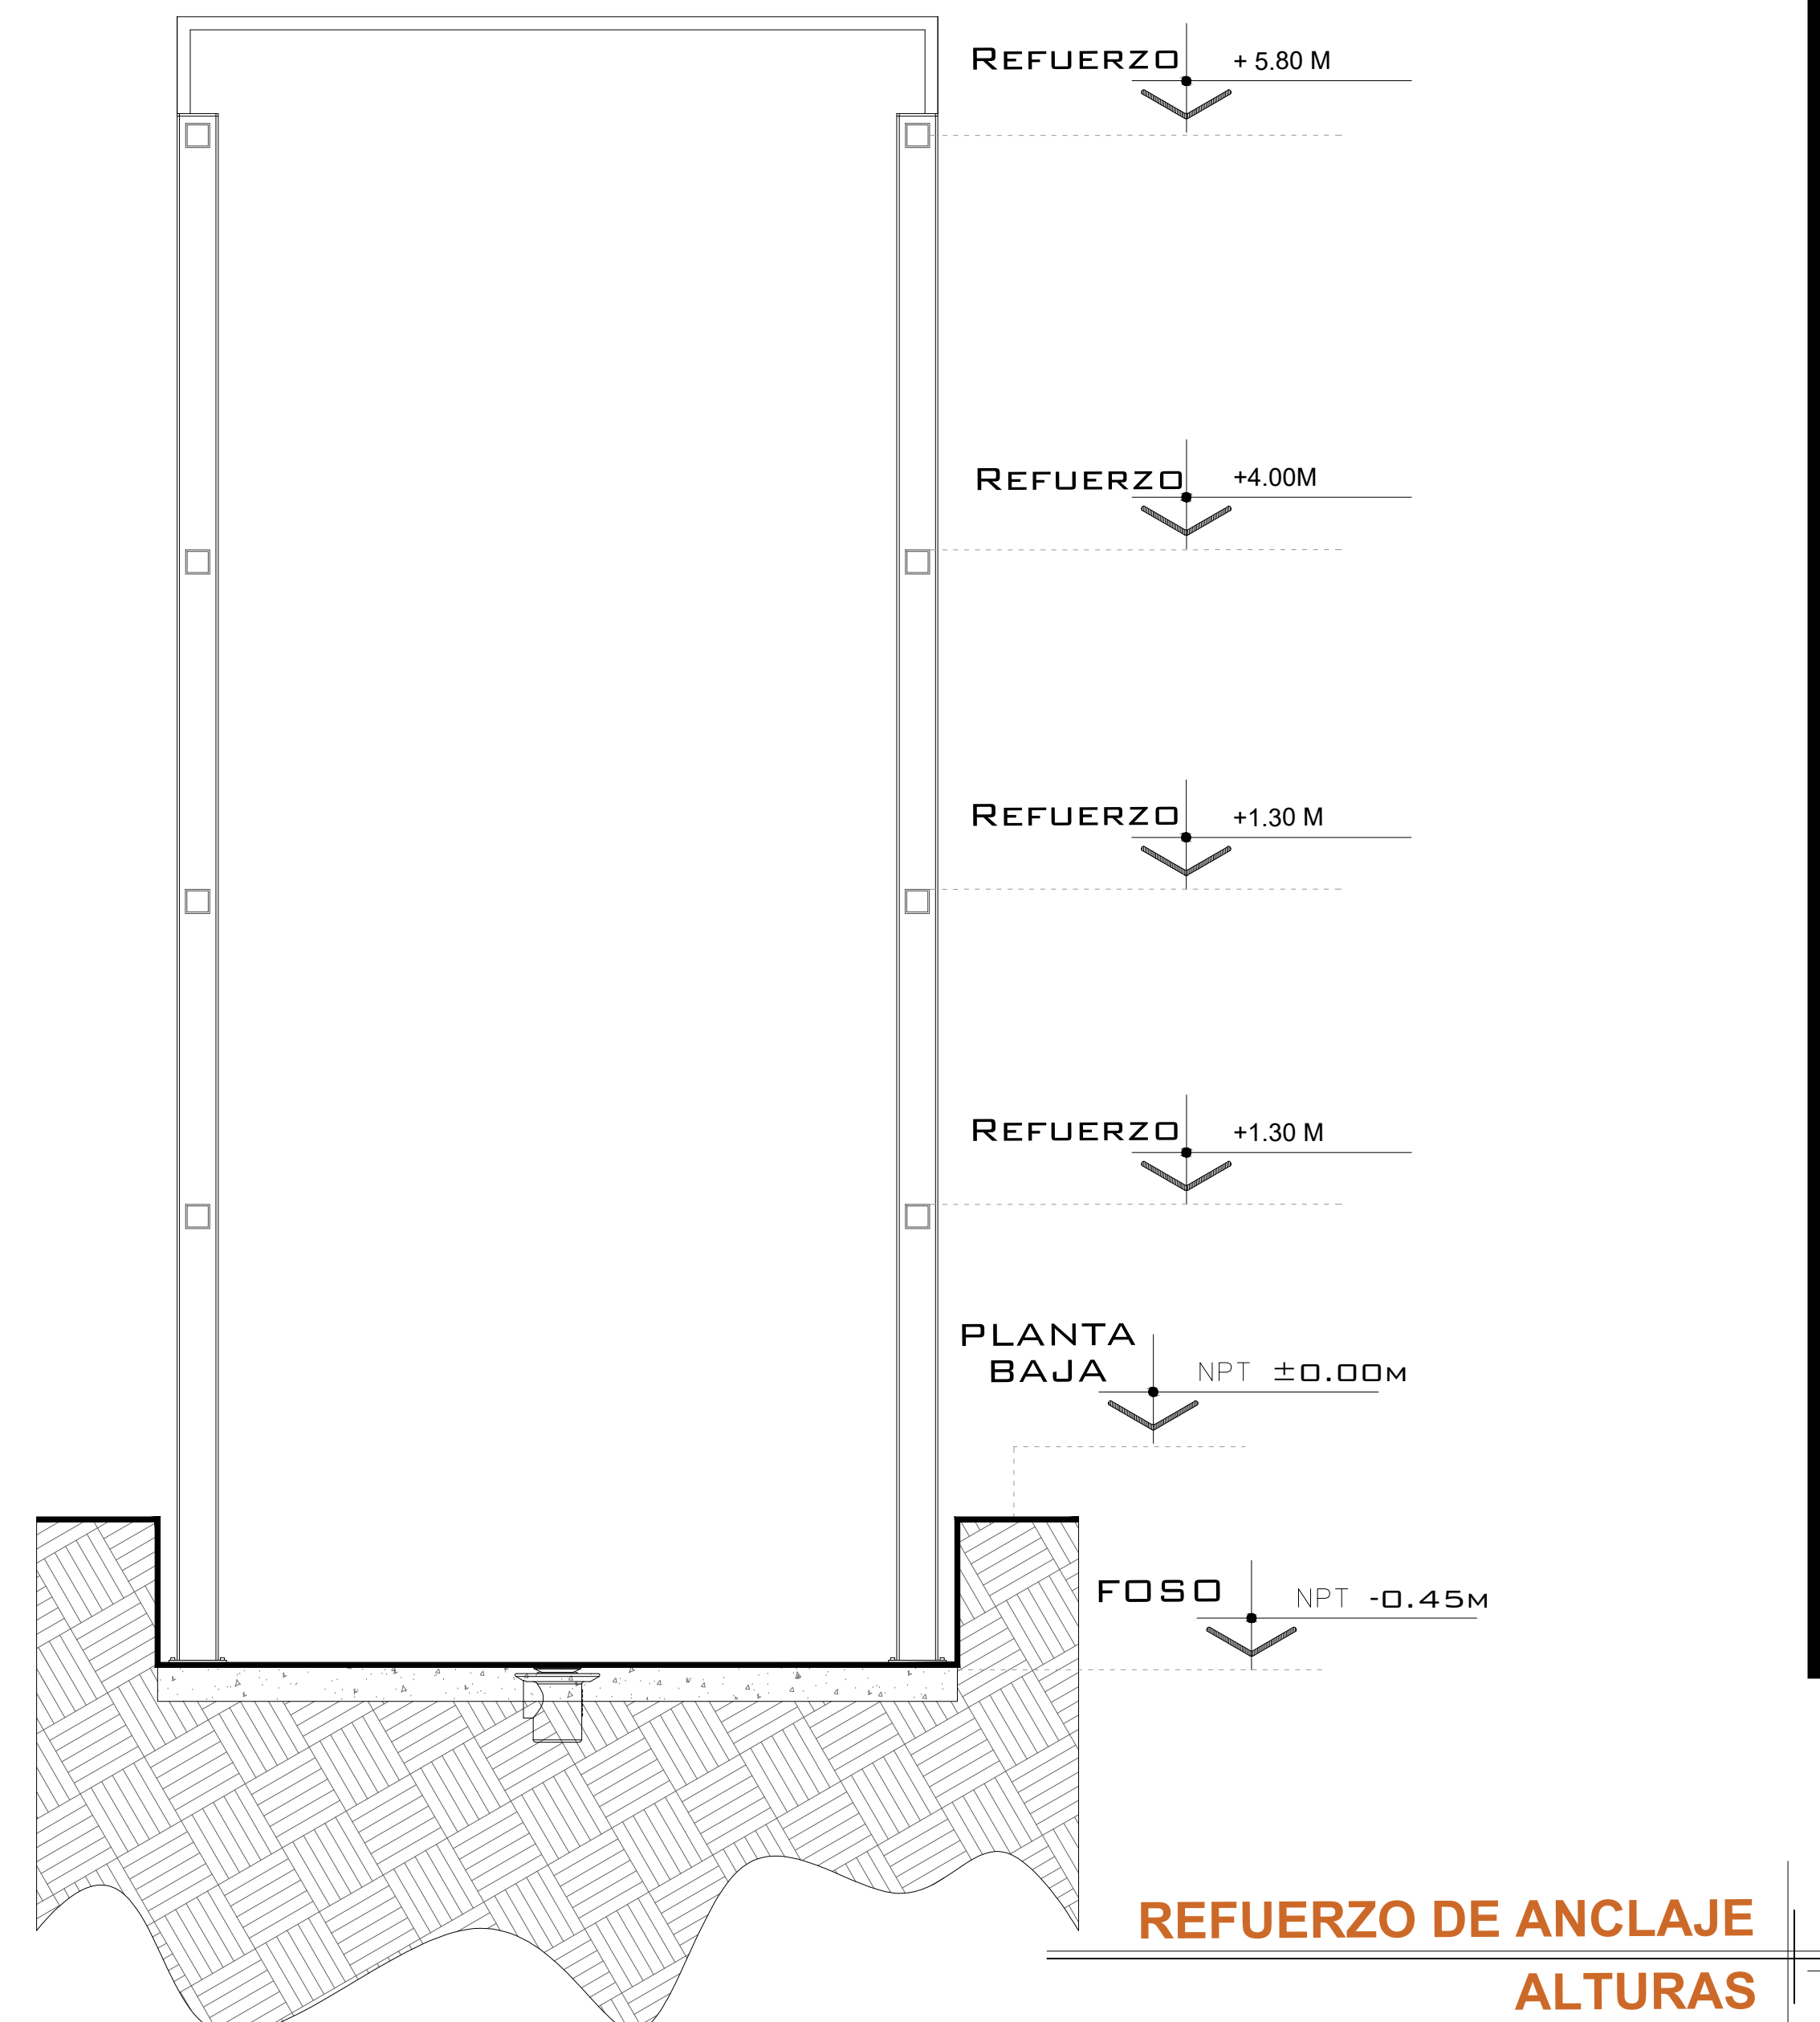 REFUERZO + 5.80 M
REFUERZO +4.00M
REFUERZO +1.30 M
REFUERZO +1.30 M
PLANTA
BAJA NPT ±0.00M
FOSO NPT -0.45M
REFUERZO DE ANCLAJE
ALTURAS